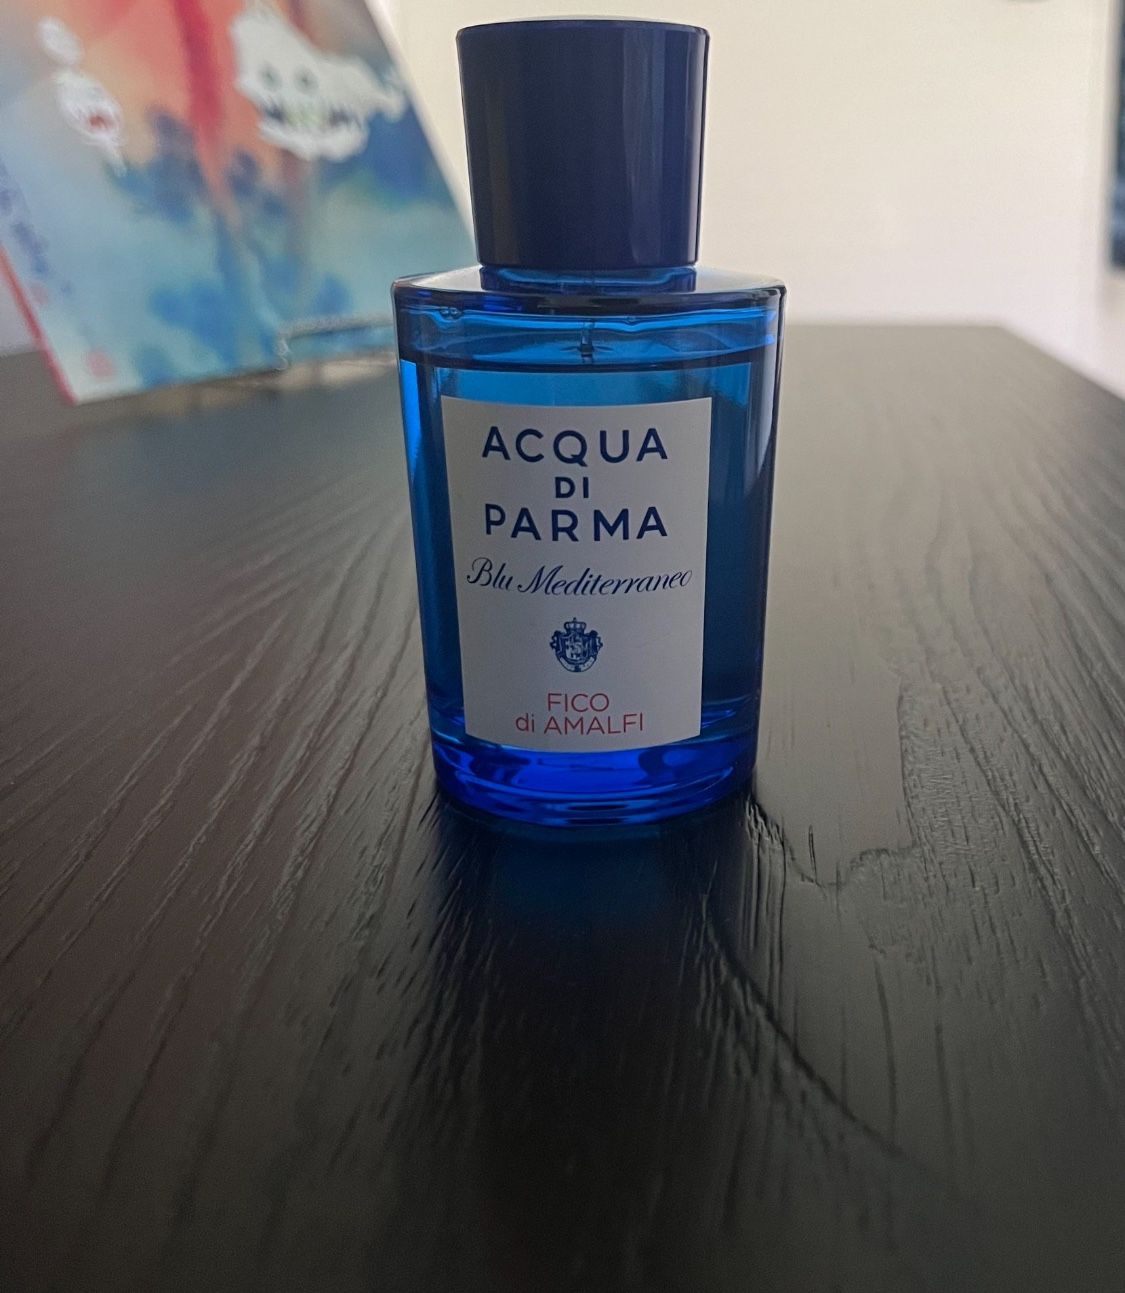 ACQUA
DI
PARMA
Blu Mediterraneo
FICO
di AMALFI